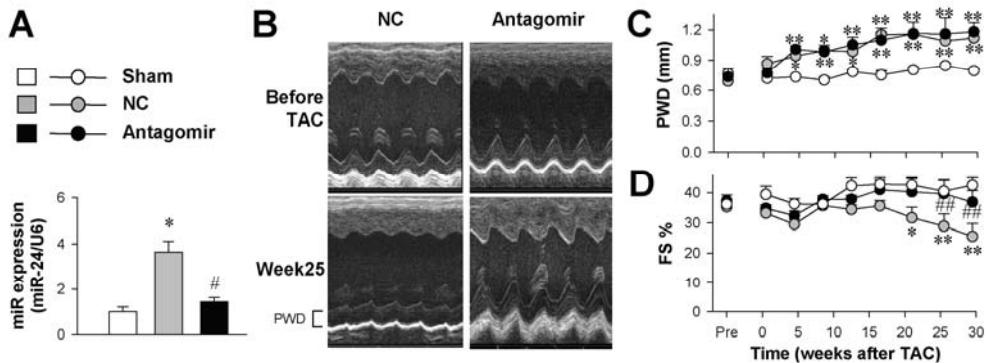 A
Sham
NC
Antagomir
miR expression
(miR-24/U6)
6
4
2
0
*
#
B
NC
Antagomir
Before
TAC
Week25
PWD
C
PWD (mm)
1.2
0.9
0.6
0.3
0.0
** * ** ** ** ** **
* ** * ** ** ** **
D
FS %
40
30
20
10
0
## ##
* ** **
Pre 0 5 10 15 20 25 30
Time (weeks after TAC)